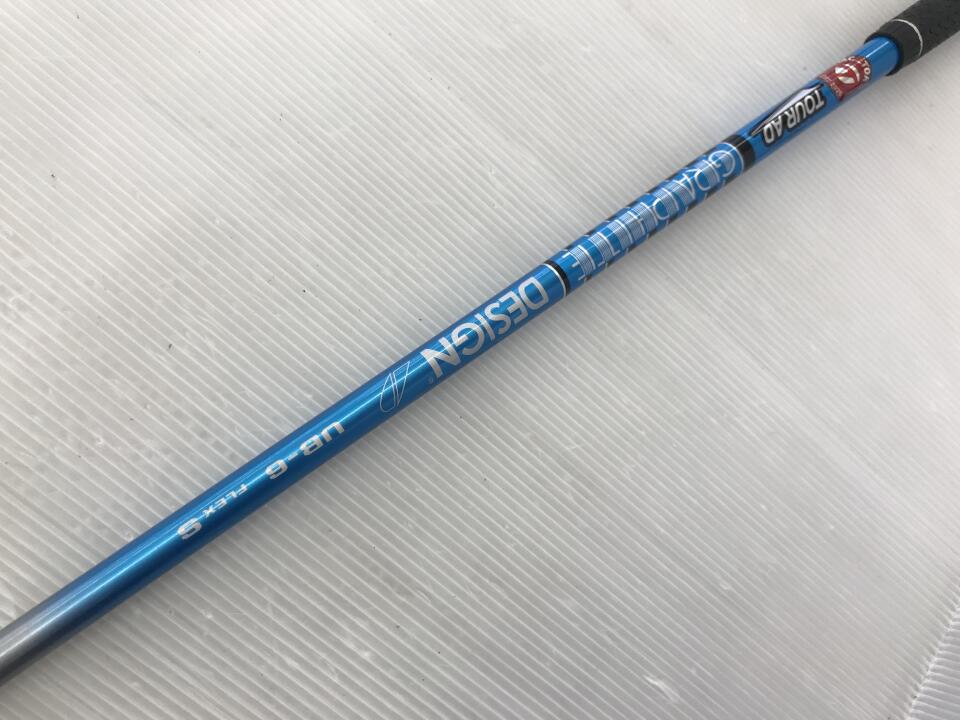 TOUR AD
GRAPHITE
DESIGN
UB-6
FLEX S